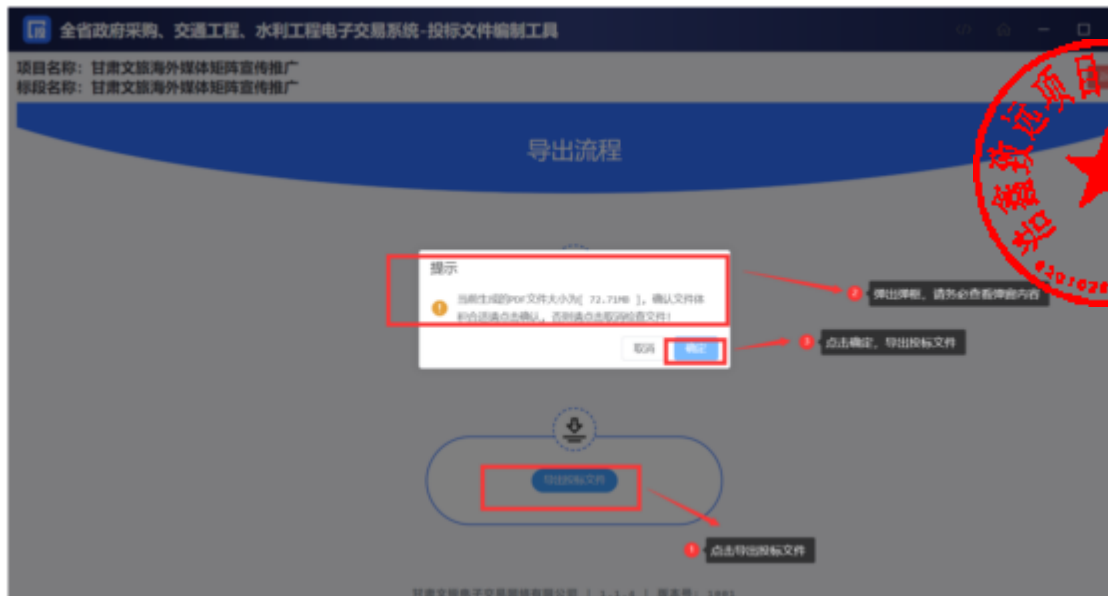 全省政府采购、交通工程、水利工程电子交易系统-投标文件编制工具
项目名称：甘肃文旅海外媒体矩阵宣传推广
标段名称：甘肃文旅海外媒体矩阵宣传推广
导出流程
提示
当前生成的PDF文件大小为[ 72.71MB ]，确认文件体
积合适请点击确认，否则请点击取消检查文件！
取消 确定
2 弹出弹框，请务必查看弹窗内容
3 点击确定，导出投标文件
导出投标文件
1 点击导出投标文件